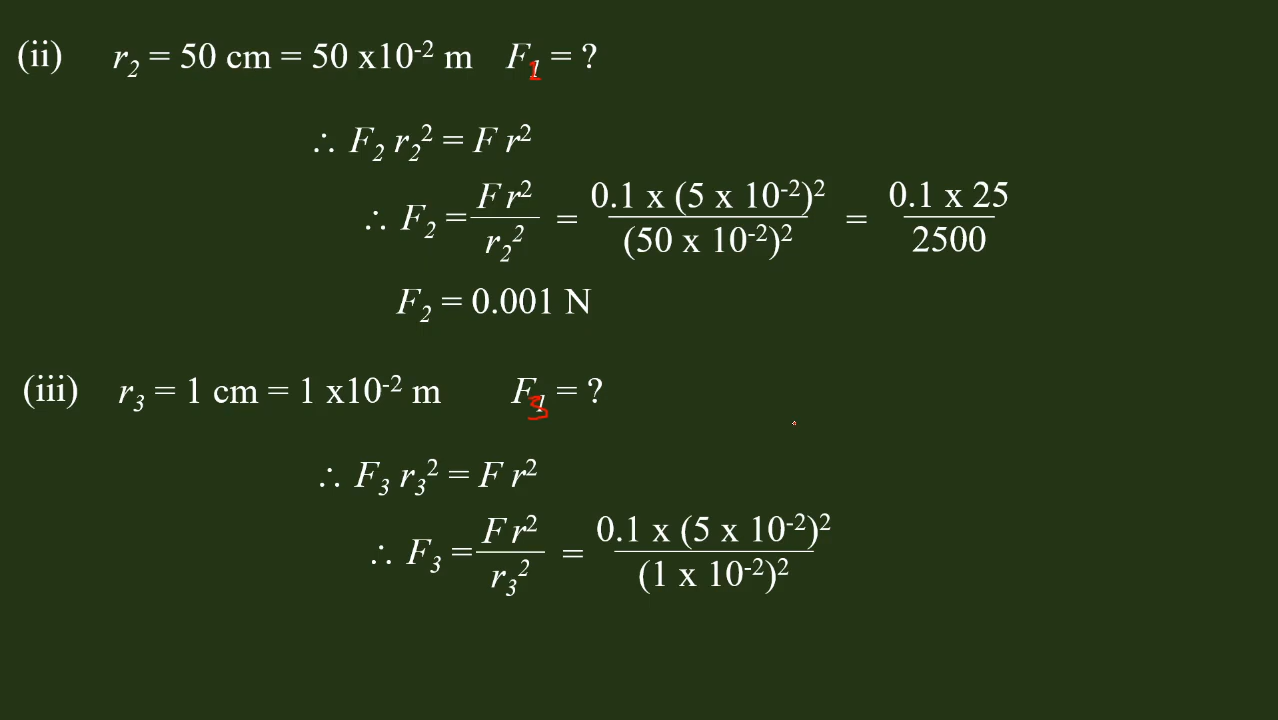 (ii) r₂ = 50 cm = 50 x10⁻² m F₁ = ?
∴ F₂ r₂² = F r²
∴ F₂ = F r² / r₂² = 0.1 x (5 x 10⁻²)² / (50 x 10⁻²)² = 0.1 x 25 / 2500
F₂ = 0.001 N
(iii) r₃ = 1 cm = 1 x10⁻² m F₃ = ?
∴ F₃ r₃² = F r²
∴ F₃ = F r² / r₃² = 0.1 x (5 x 10⁻²)² / (1 x 10⁻²)²